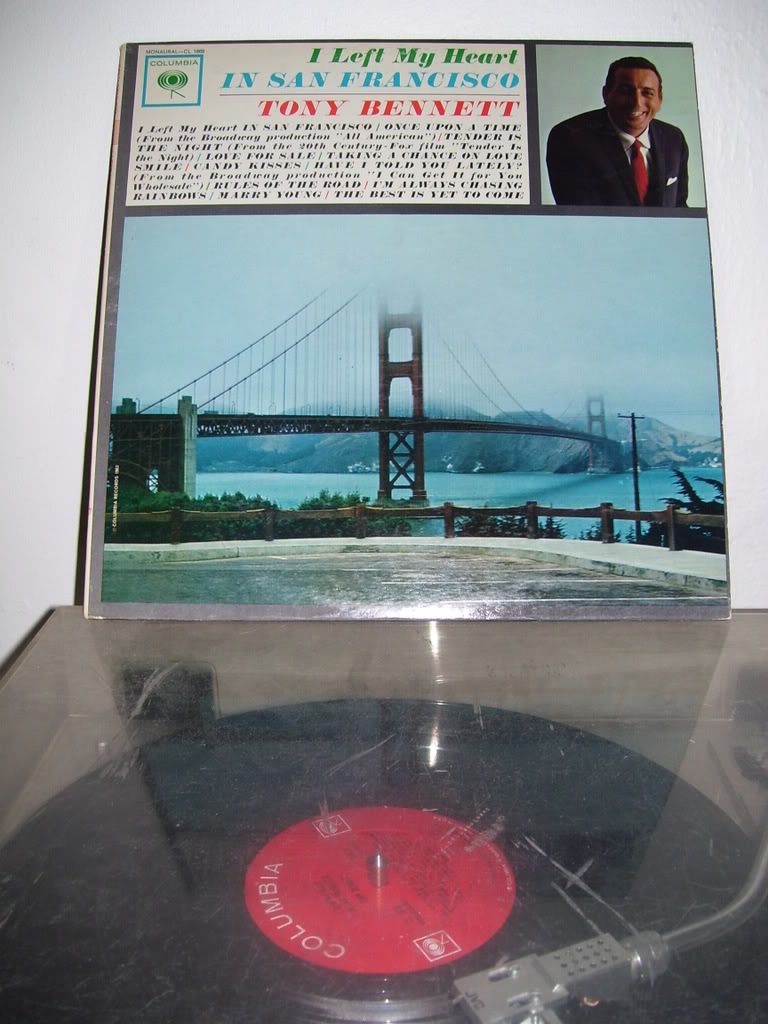 MONAURAL—CL 1869
COLUMBIA
I Left My Heart
IN SAN FRANCISCO
TONY BENNETT
I Left My Heart IN SAN FRANCISCO / ONCE UPON A TIME
(From the Broadway production "All American") / TENDER IS
THE NIGHT (From the 20th Century-Fox film "Tender Is
the Night) / LOVE FOR SALE / TAKING A CHANCE ON LOVE
SMILE / CANDY KISSES / HAVE I TOLD YOU LATELY?
(From the Broadway production "I Can Get It for You
Wholesale") / RULES OF THE ROAD / I'M ALWAYS CHASING
RAINBOWS / MARRY YOUNG / THE BEST IS YET TO COME
© COLUMBIA RECORDS 1962
COLUMBIA
JVC